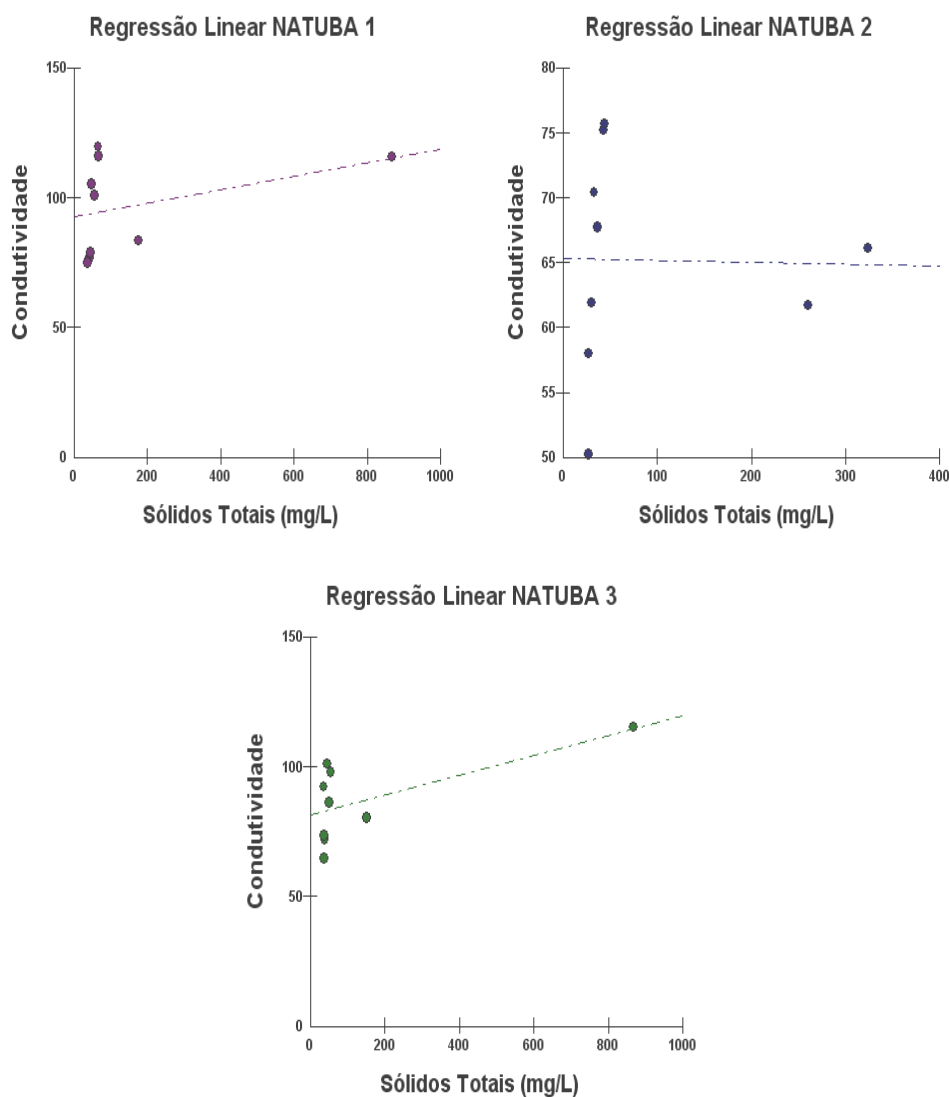 Regressão Linear NATUBA 1
150
100
50
0
Condutividade
0 200 400 600 800 1000
Sólidos Totais (mg/L)
Regressão Linear NATUBA 2
80
75
70
65
60
55
50
Condutividade
0 100 200 300 400
Sólidos Totais (mg/L)
Regressão Linear NATUBA 3
150
100
50
0
Condutividade
0 200 400 600 800 1000
Sólidos Totais (mg/L)